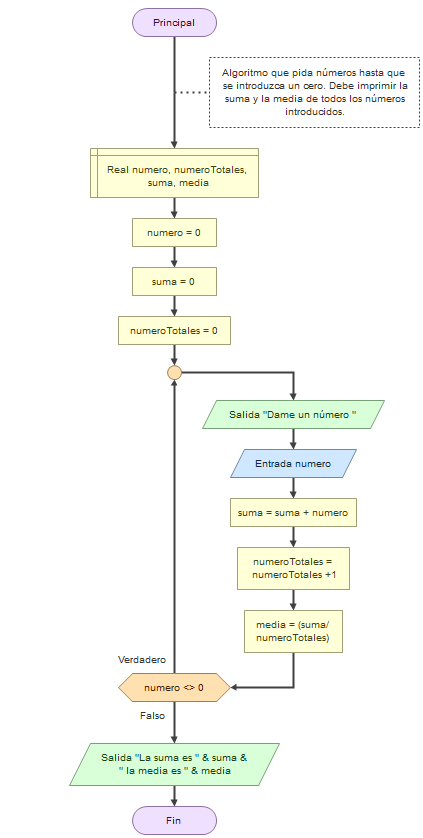 Principal
Algoritmo que pida números hasta que
se introduzca un cero. Debe imprimir la
suma y la media de todos los números
introducidos.
Real numero, numeroTotales,
suma, media
numero = 0
suma = 0
numeroTotales = 0
Salida "Dame un número "
Entrada numero
suma = suma + numero
numeroTotales =
numeroTotales +1
media = (suma/
numeroTotales)
Verdadero
numero <> 0
Falso
Salida "La suma es " & suma &
" la media es " & media
Fin